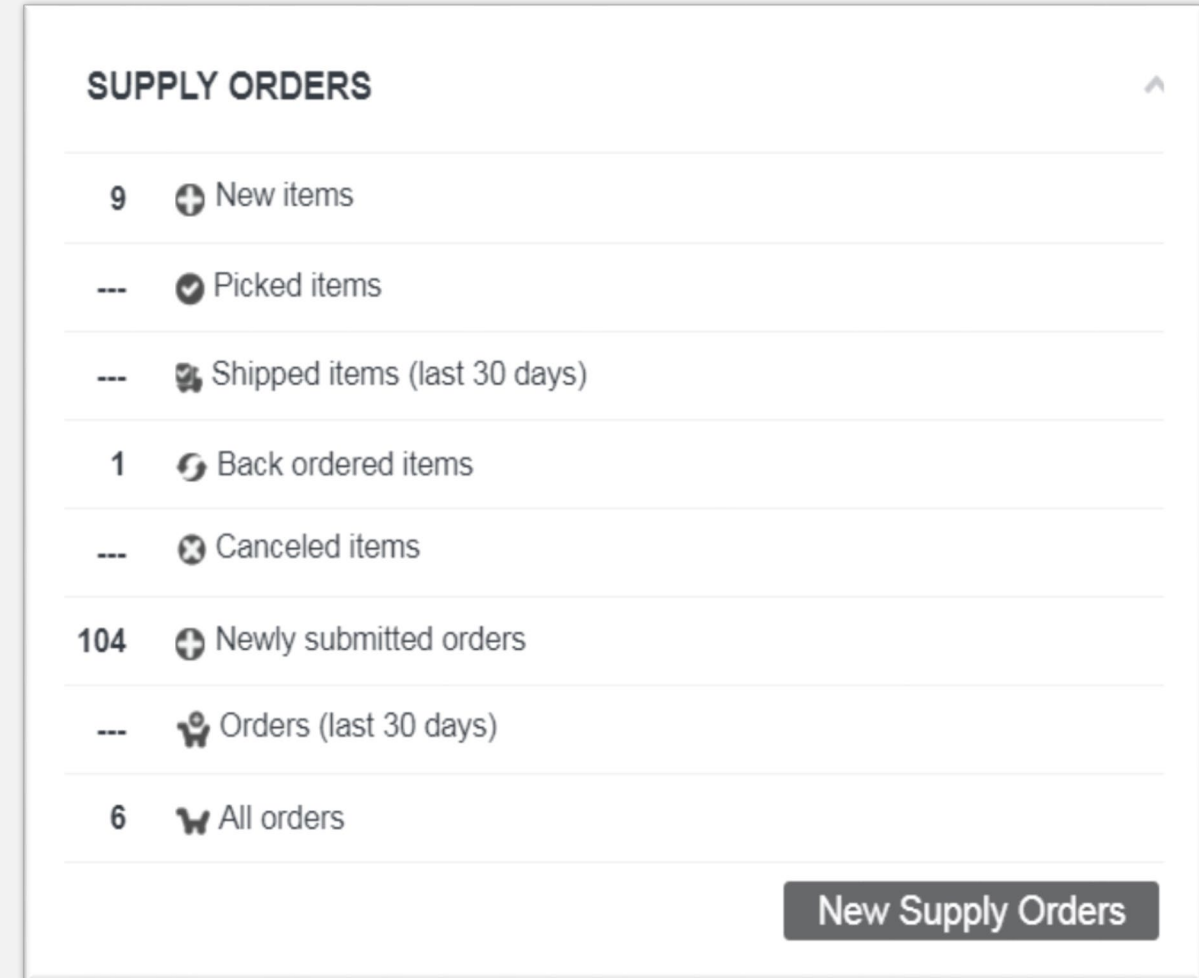 SUPPLY ORDERS
9 New items
--- Picked items
--- Shipped items (last 30 days)
1 Back ordered items
--- Canceled items
104 Newly submitted orders
--- Orders (last 30 days)
6 All orders
New Supply Orders